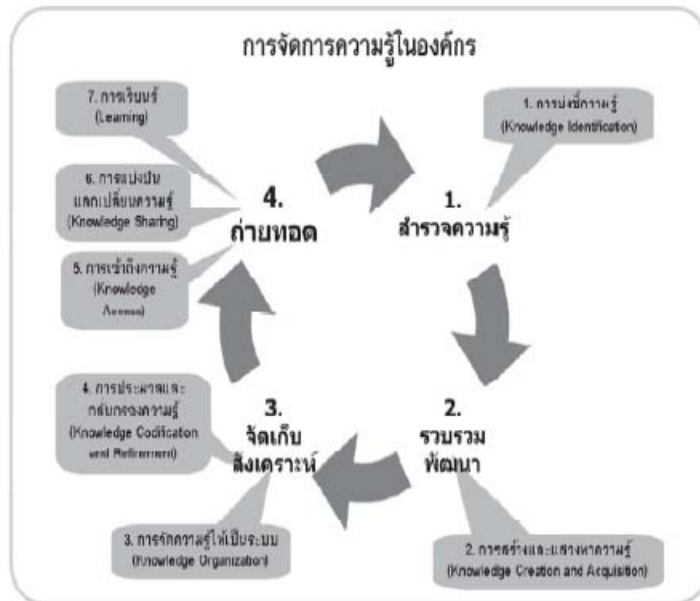 การจัดการความรู้ในองค์กร
7. การเรียนรู้
(Learning)
1. การบ่งชี้ความรู้
(Knowledge Identification)
6. การแบ่งปัน
แลกเปลี่ยนความรู้
(Knowledge Sharing)
4.
ถ่ายทอด
1.
สำรวจความรู้
5. การเข้าถึงความรู้
(Knowledge
Access)
4. การประมวลและ
กลั่นกรองความรู้
(Knowledge Codification
and Refinement)
3.
จัดเก็บ
สังเคราะห์
2.
รวบรวม
พัฒนา
3. การจัดความรู้ให้เป็นระบบ
(Knowledge Organization)
2. การสร้างและแสวงหาความรู้
(Knowledge Creation and Acquisition)